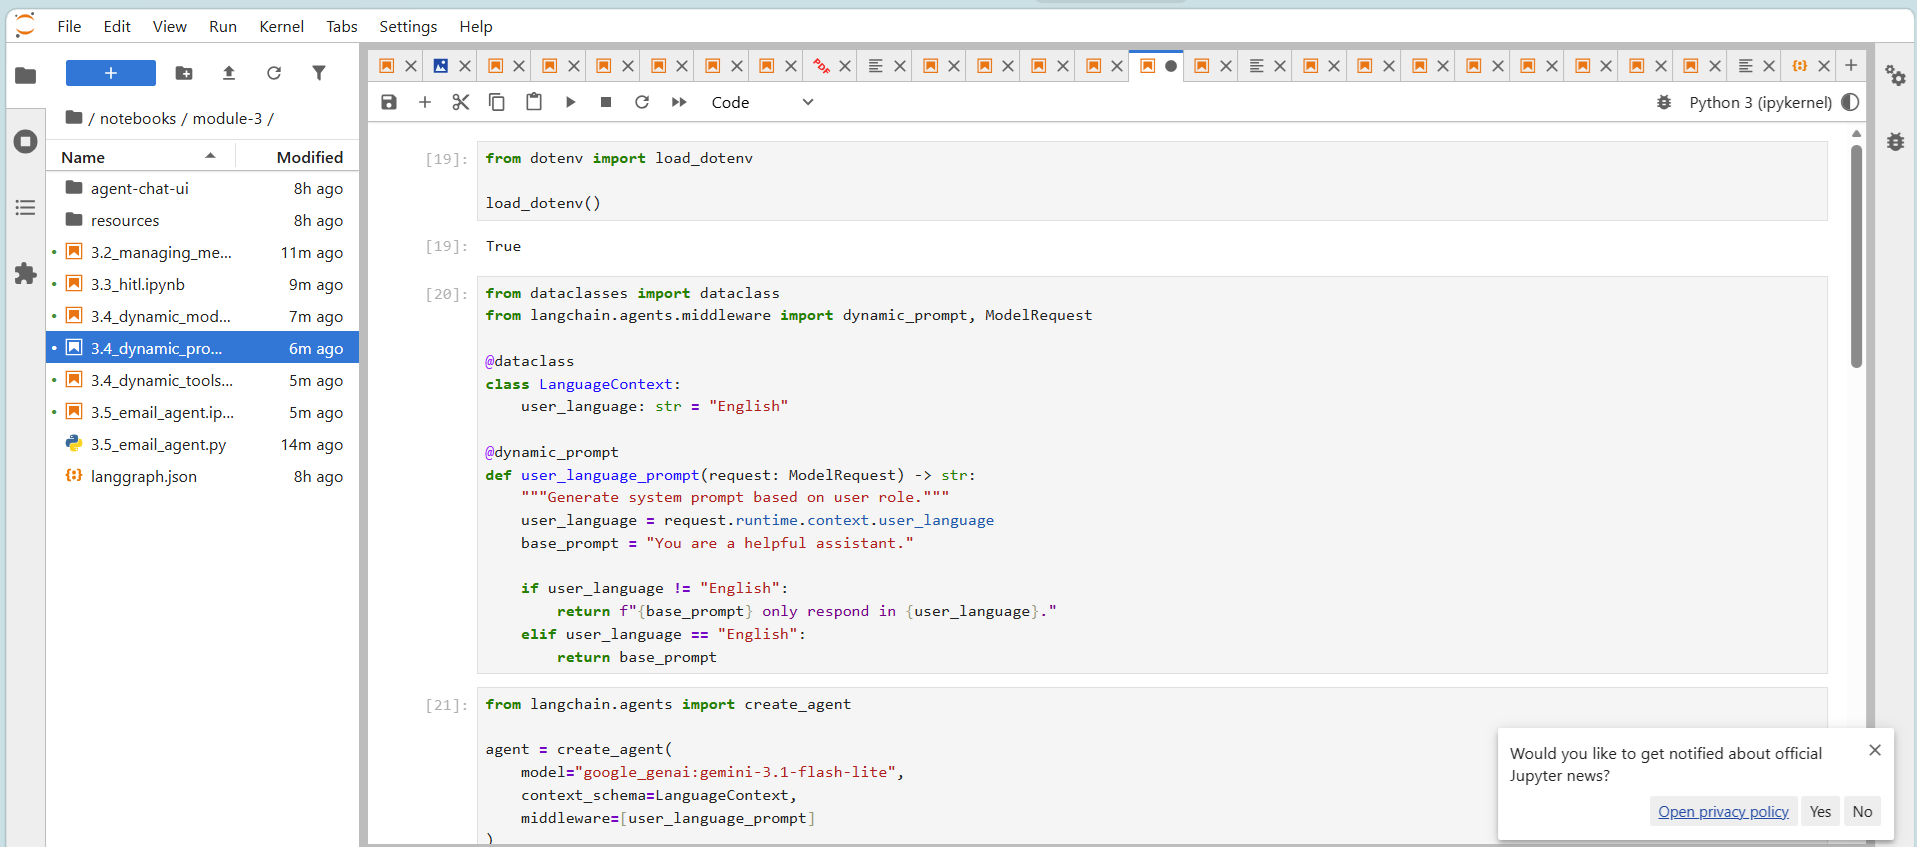 File Edit View Run Kernel Tabs Settings Help
/ notebooks / module-3 /
Name Modified
agent-chat-ui 8h ago
resources 8h ago
3.2_managing_me... 11m ago
3.3_hitl.ipynb 9m ago
3.4_dynamic_mod... 7m ago
3.4_dynamic_pro... 6m ago
3.4_dynamic_tools... 5m ago
3.5_email_agent.ip... 5m ago
3.5_email_agent.py 14m ago
langgraph.json 8h ago
PDF
Code
Python 3 (ipykernel)
[19]: from dotenv import load_dotenv
load_dotenv()
[19]: True
[20]: from dataclasses import dataclass
from langchain.agents.middleware import dynamic_prompt, ModelRequest
@dataclass
class LanguageContext:
    user_language: str = "English"
@dynamic_prompt
def user_language_prompt(request: ModelRequest) -> str:
    """Generate system prompt based on user role."""
    user_language = request.runtime.context.user_language
    base_prompt = "You are a helpful assistant."
    if user_language != "English":
        return f"{base_prompt} only respond in {user_language}."
    elif user_language == "English":
        return base_prompt
[21]: from langchain.agents import create_agent
agent = create_agent(
    model="google_genai:gemini-3.1-flash-lite",
    context_schema=LanguageContext,
    middleware=[user_language_prompt]
)
Would you like to get notified about official
Jupyter news?
Open privacy policy Yes No